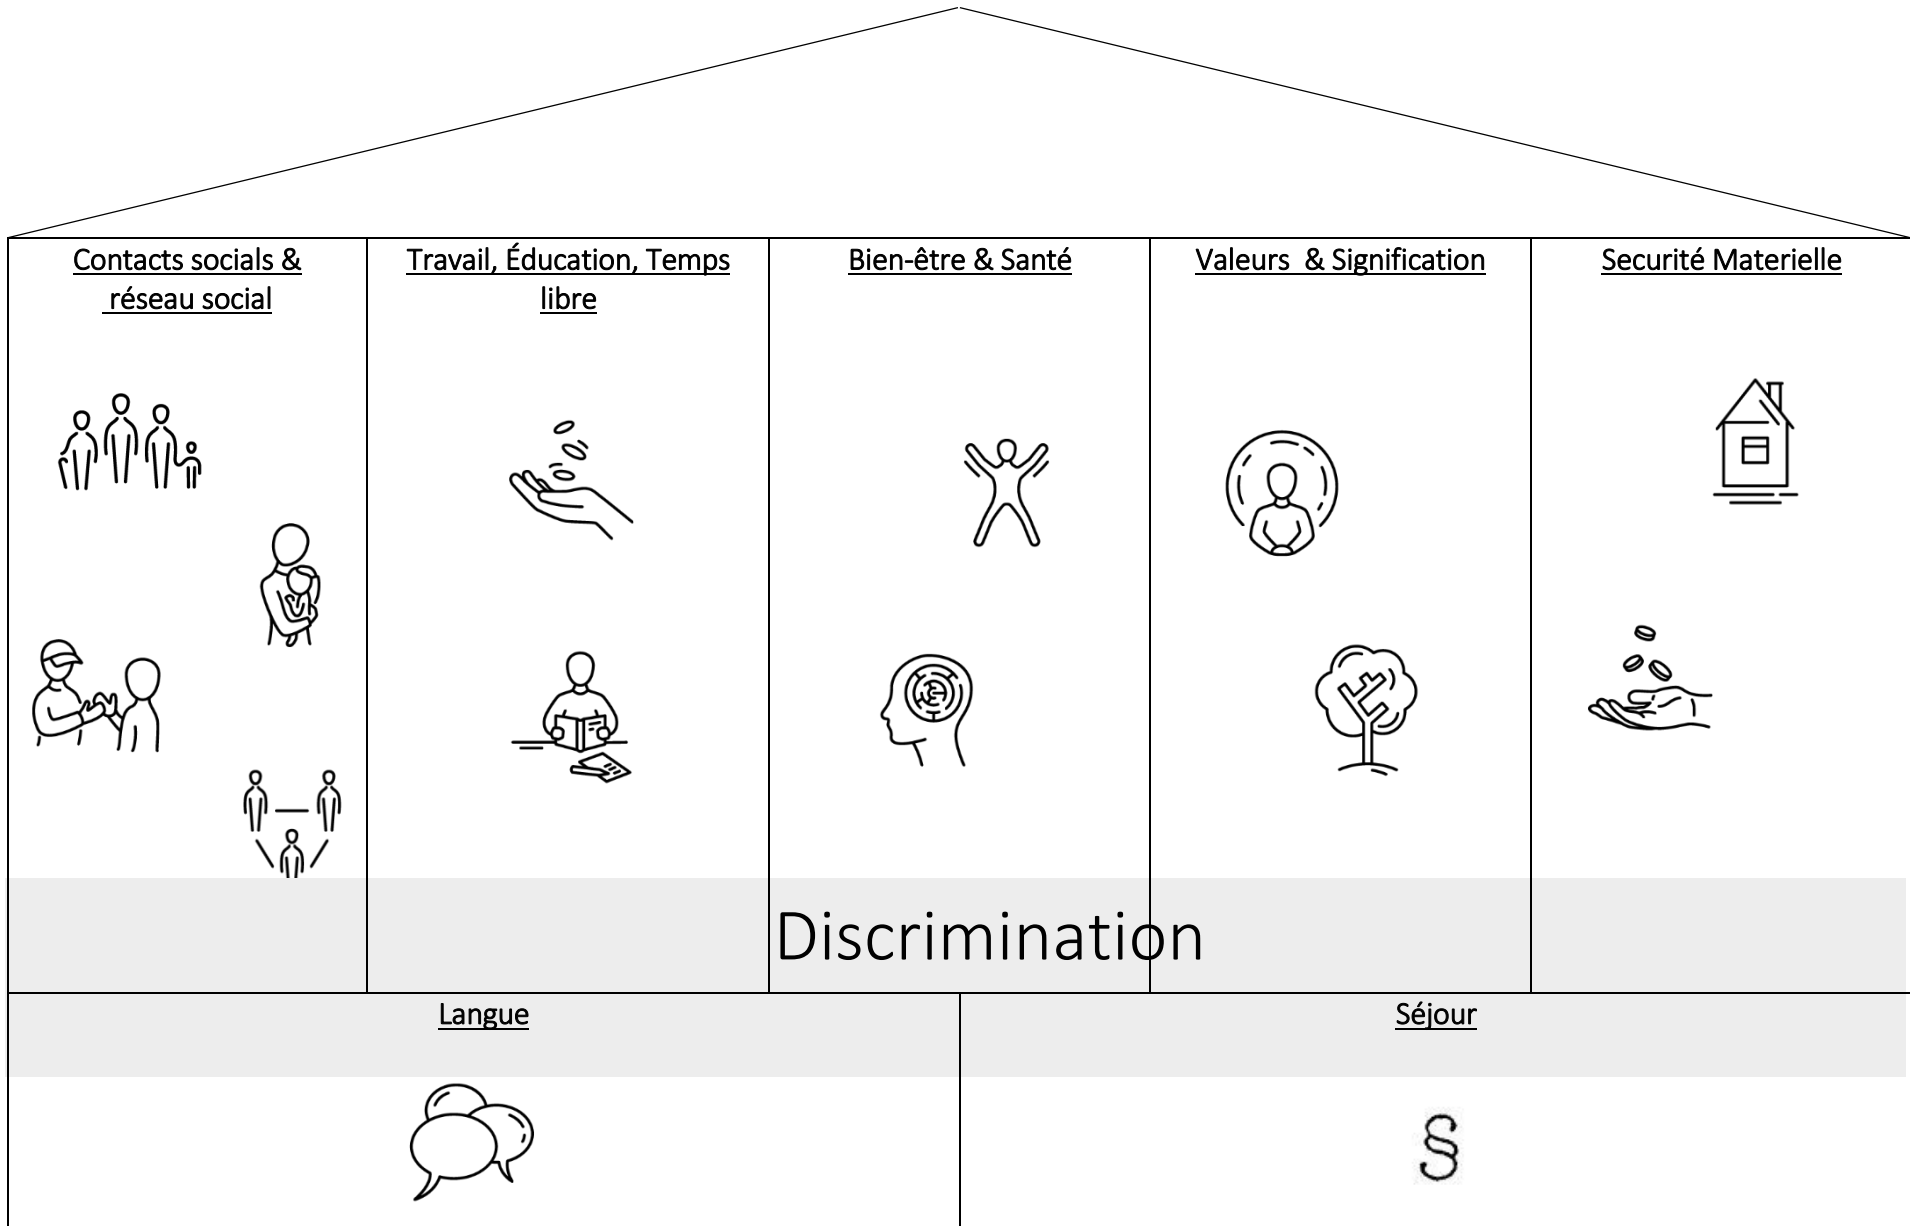 Contacts socials &
réseau social
Travail, Éducation, Temps
libre
Bien-être & Santé
Valeurs  & Signification
Securité Materielle
Discrimination
Langue
Séjour
§